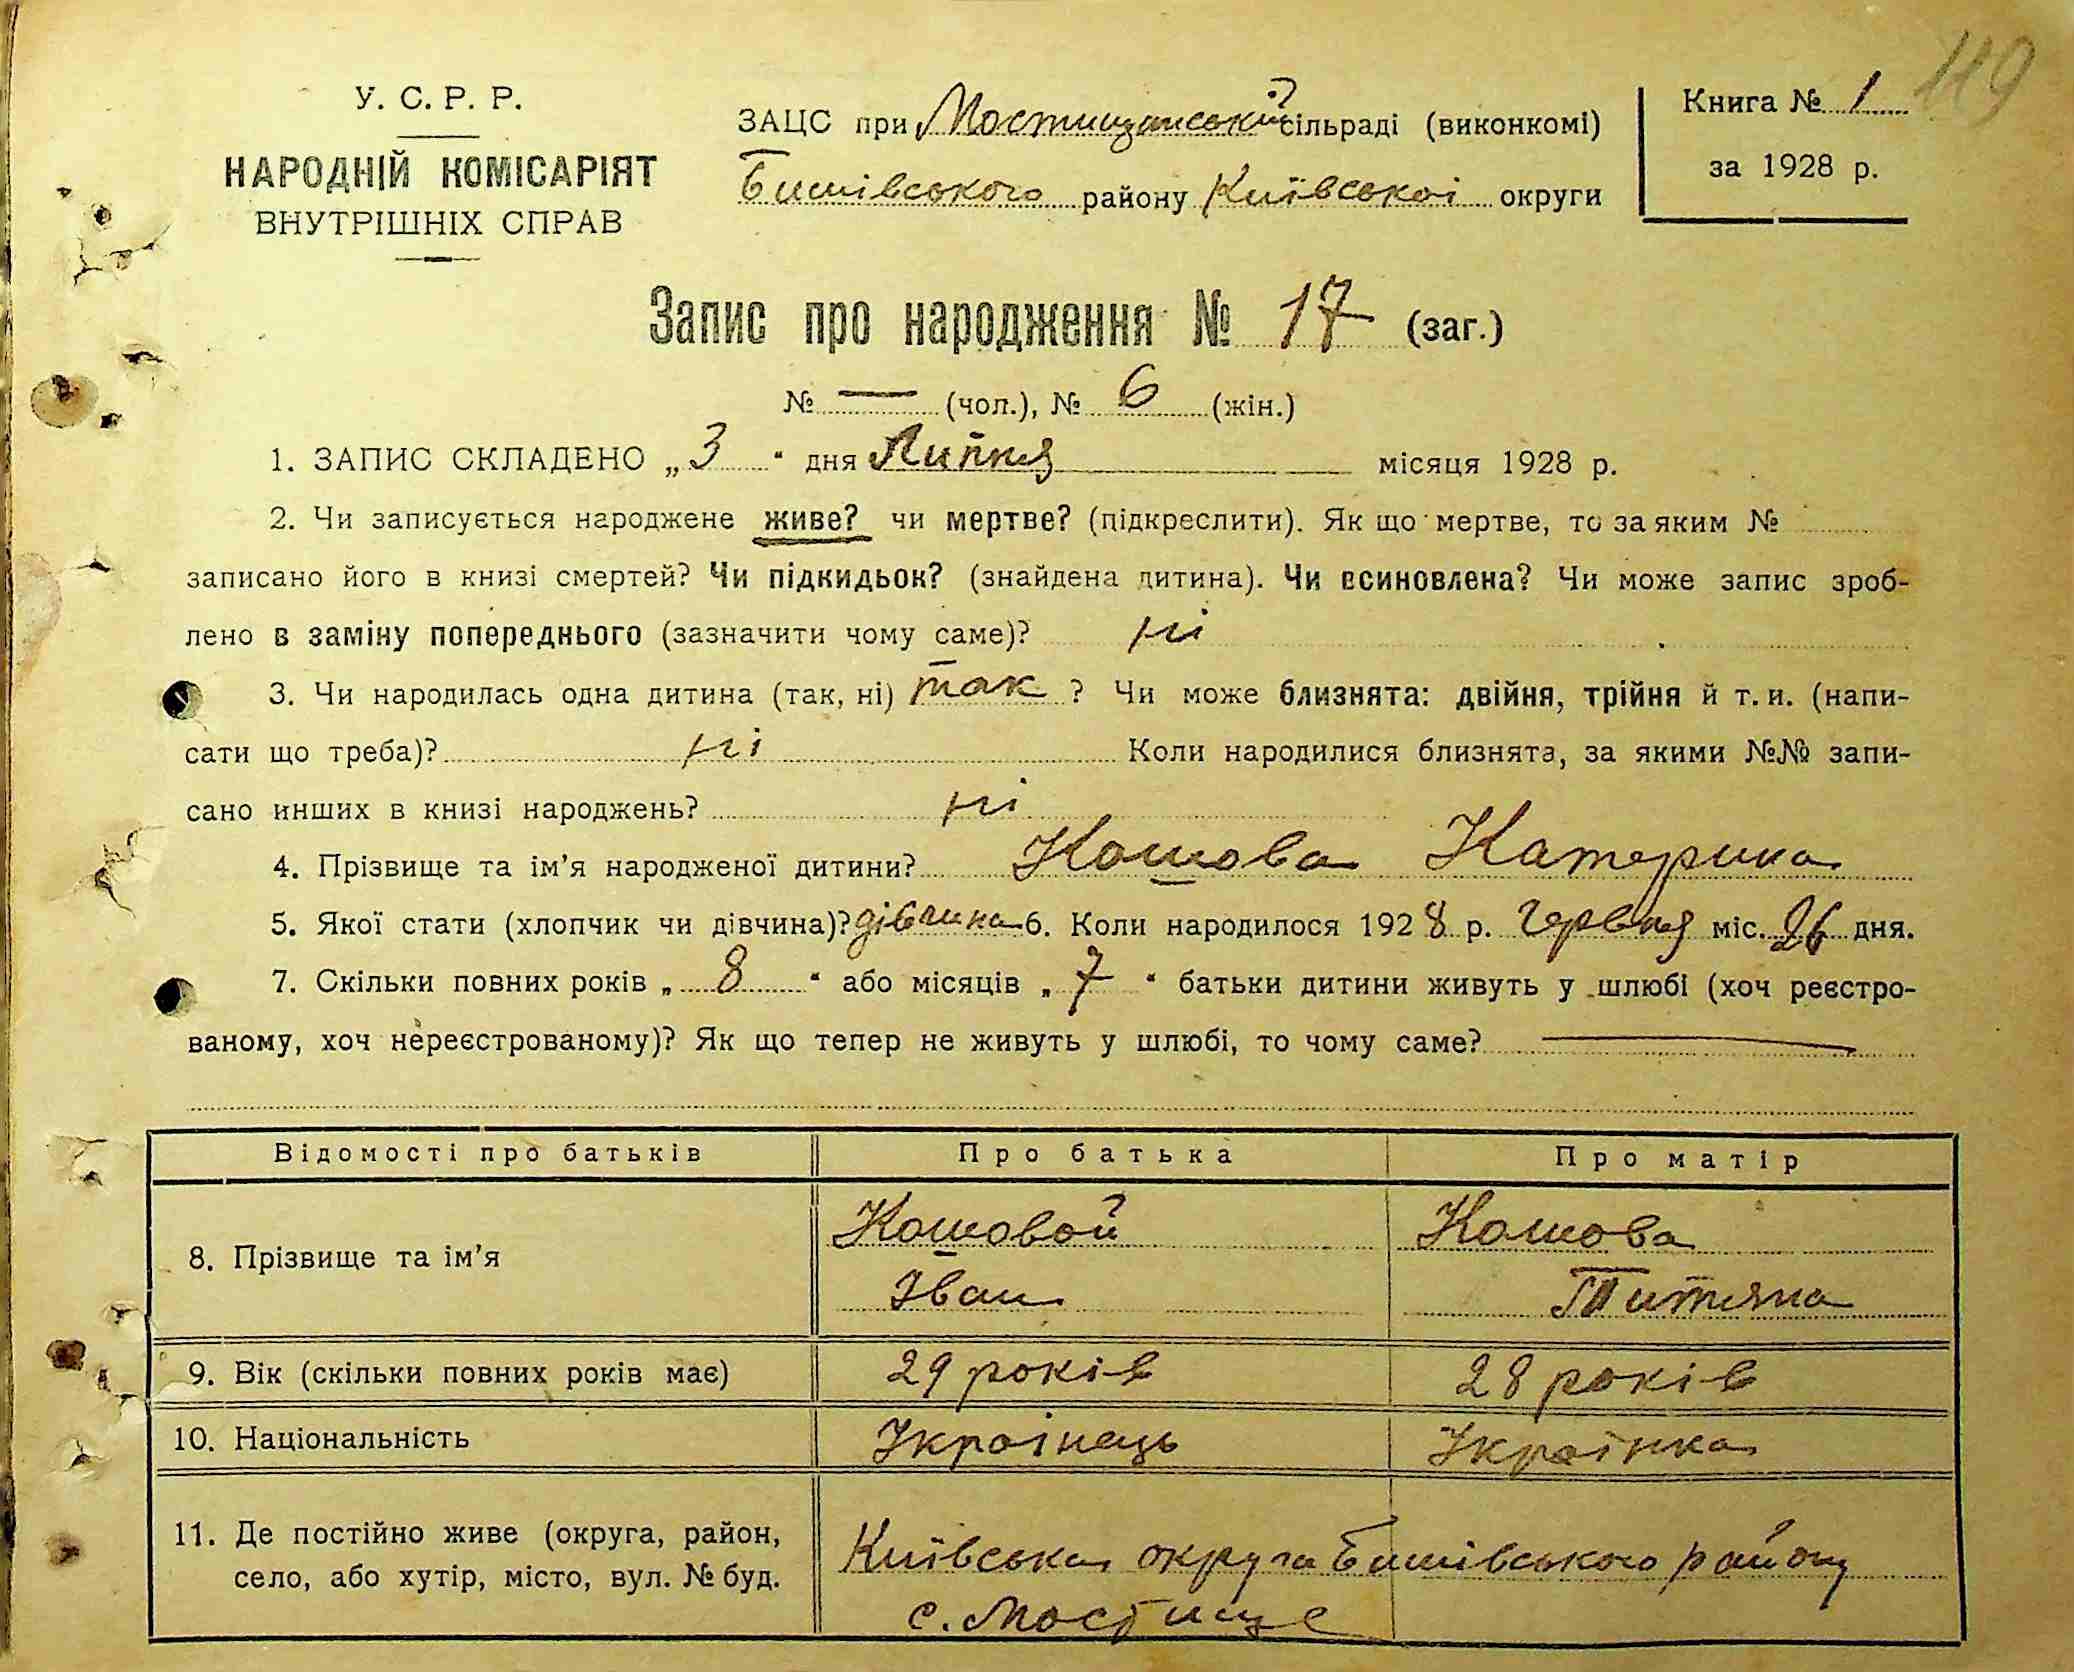 119
У. С. Р. Р.
НАРОДНІЙ КОМІСАРІЯТ
ВНУТРІШНІХ СПРАВ
ЗАЦС при Мостищанській сільраді (виконкомі)
Бишівського району Київської округи
Книга № 1
за 1928 р.
Запис про народження № 17 (заг.)
№ — (чол.), № 6 (жін.)
1. ЗАПИС СКЛАДЕНО „3“ дня Липня місяця 1928 р.
2. Чи записується народжене живе? чи мертве? (підкреслити). Як що мертве, то за яким №
записано його в книзі смертей? Чи підкидьок? (знайдена дитина). Чи всиновлена? Чи може запис зроб-
лено в заміну попереднього (зазначити чому саме)? ні
3. Чи народилась одна дитина (так, ні) так ? Чи може близнята: двійня, трійня й т. и. (напи-
сати що треба)? ні Коли народилися близнята, за якими №№ запи-
сано инших в книзі народжень? ні
4. Прізвище та ім’я народженої дитини? Кошова Катерина
5. Якої стати (хлопчик чи дівчина)? дівчина 6. Коли народилося 1928 р. Червня міс. 26 дня.
7. Скільки повних років „8“ або місяців „7“ батьки дитини живуть у шлюбі (хоч реєстро-
ваному, хоч нереєстрованому)? Як що тепер не живуть у шлюбі, то чому саме? —
Відомості про батьків Про батька Про матір
8. Прізвище та ім’я Кошовой Кошова
Іван Титяна
9. Вік (скільки повних років має) 29 років 28 років
10. Національність Украінець Украінка
11. Де постійно живе (округа, район,
село, або хутір, місто, вул. № буд.
Київська округа Бишівського району
с. Мостище